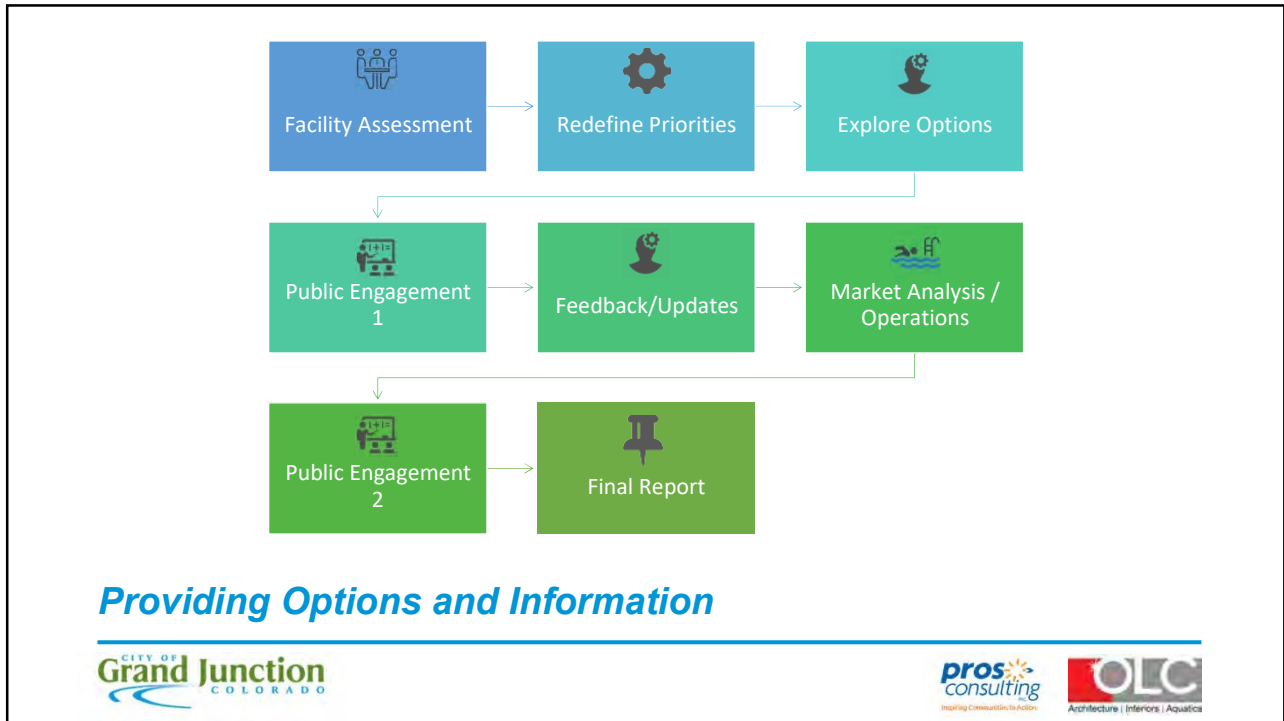 Facility Assessment
Redefine Priorities
Explore Options
Public Engagement
1
Feedback/Updates
Market Analysis /
Operations
Public Engagement
2
Final Report
Providing Options and Information
CITY OF
Grand Junction
COLORADO
pros
consulting
INC.
Inspiring Communities to Action
OLC
Architecture | Interiors | Aquatics